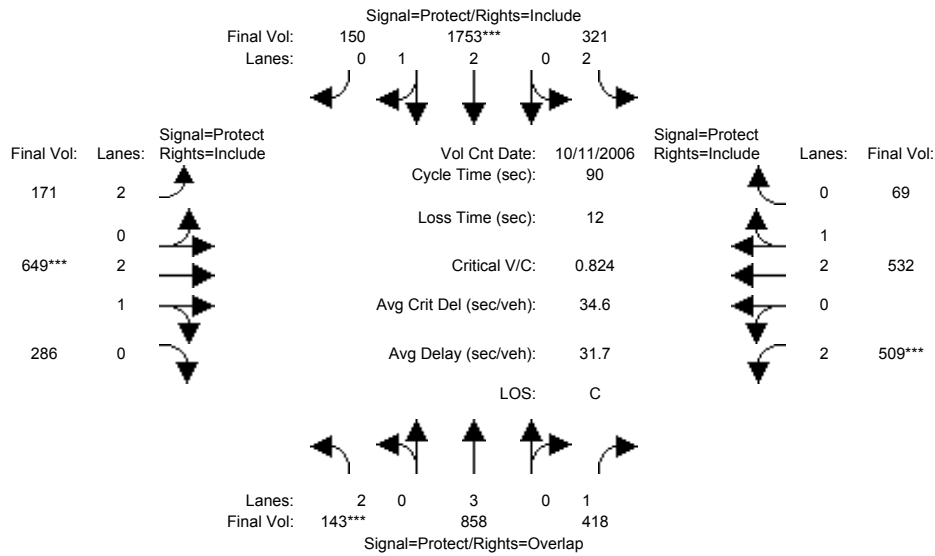 Signal=Protect/Rights=Include
Final Vol: 150 1753*** 321
Lanes: 0 1 2 0 2
Signal=Protect Signal=Protect
Final Vol: Lanes: Rights=Include Vol Cnt Date: 10/11/2006 Rights=Include Lanes: Final Vol:
Cycle Time (sec): 90
171 2 0 69
Loss Time (sec): 12
0 1
649*** 2 Critical V/C: 0.824 2 532
1 Avg Crit Del (sec/veh): 34.6 0
286 0 Avg Delay (sec/veh): 31.7 2 509***
LOS: C
Lanes: 2 0 3 0 1
Final Vol: 143*** 858 418
Signal=Protect/Rights=Overlap